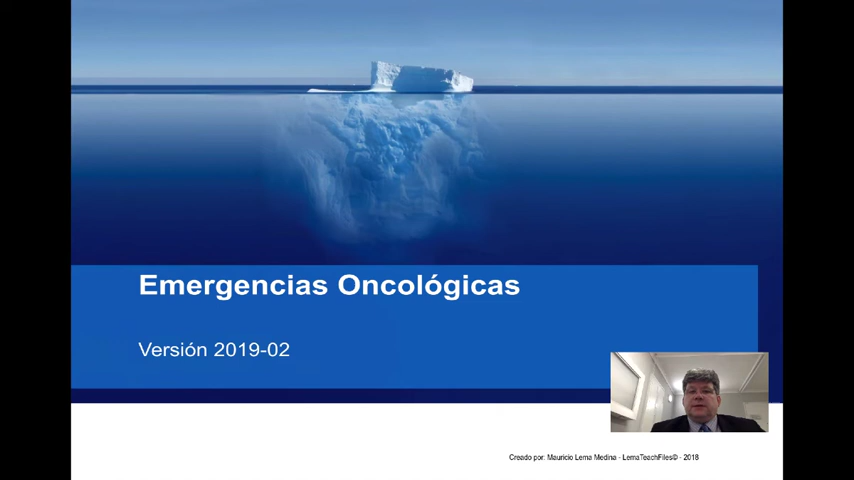 Emergencias Oncológicas
Versión 2019-02
Creado por: Mauricio Lema Medina - LemaTeachFiles© - 2018